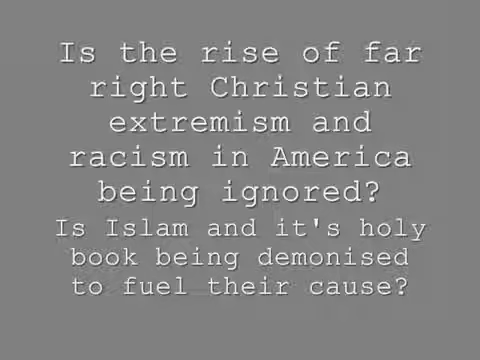 Is the rise of far
right Christian
extremism and
racism in America
being ignored?
Is Islam and it's holy
book being demonised
to fuel their cause?